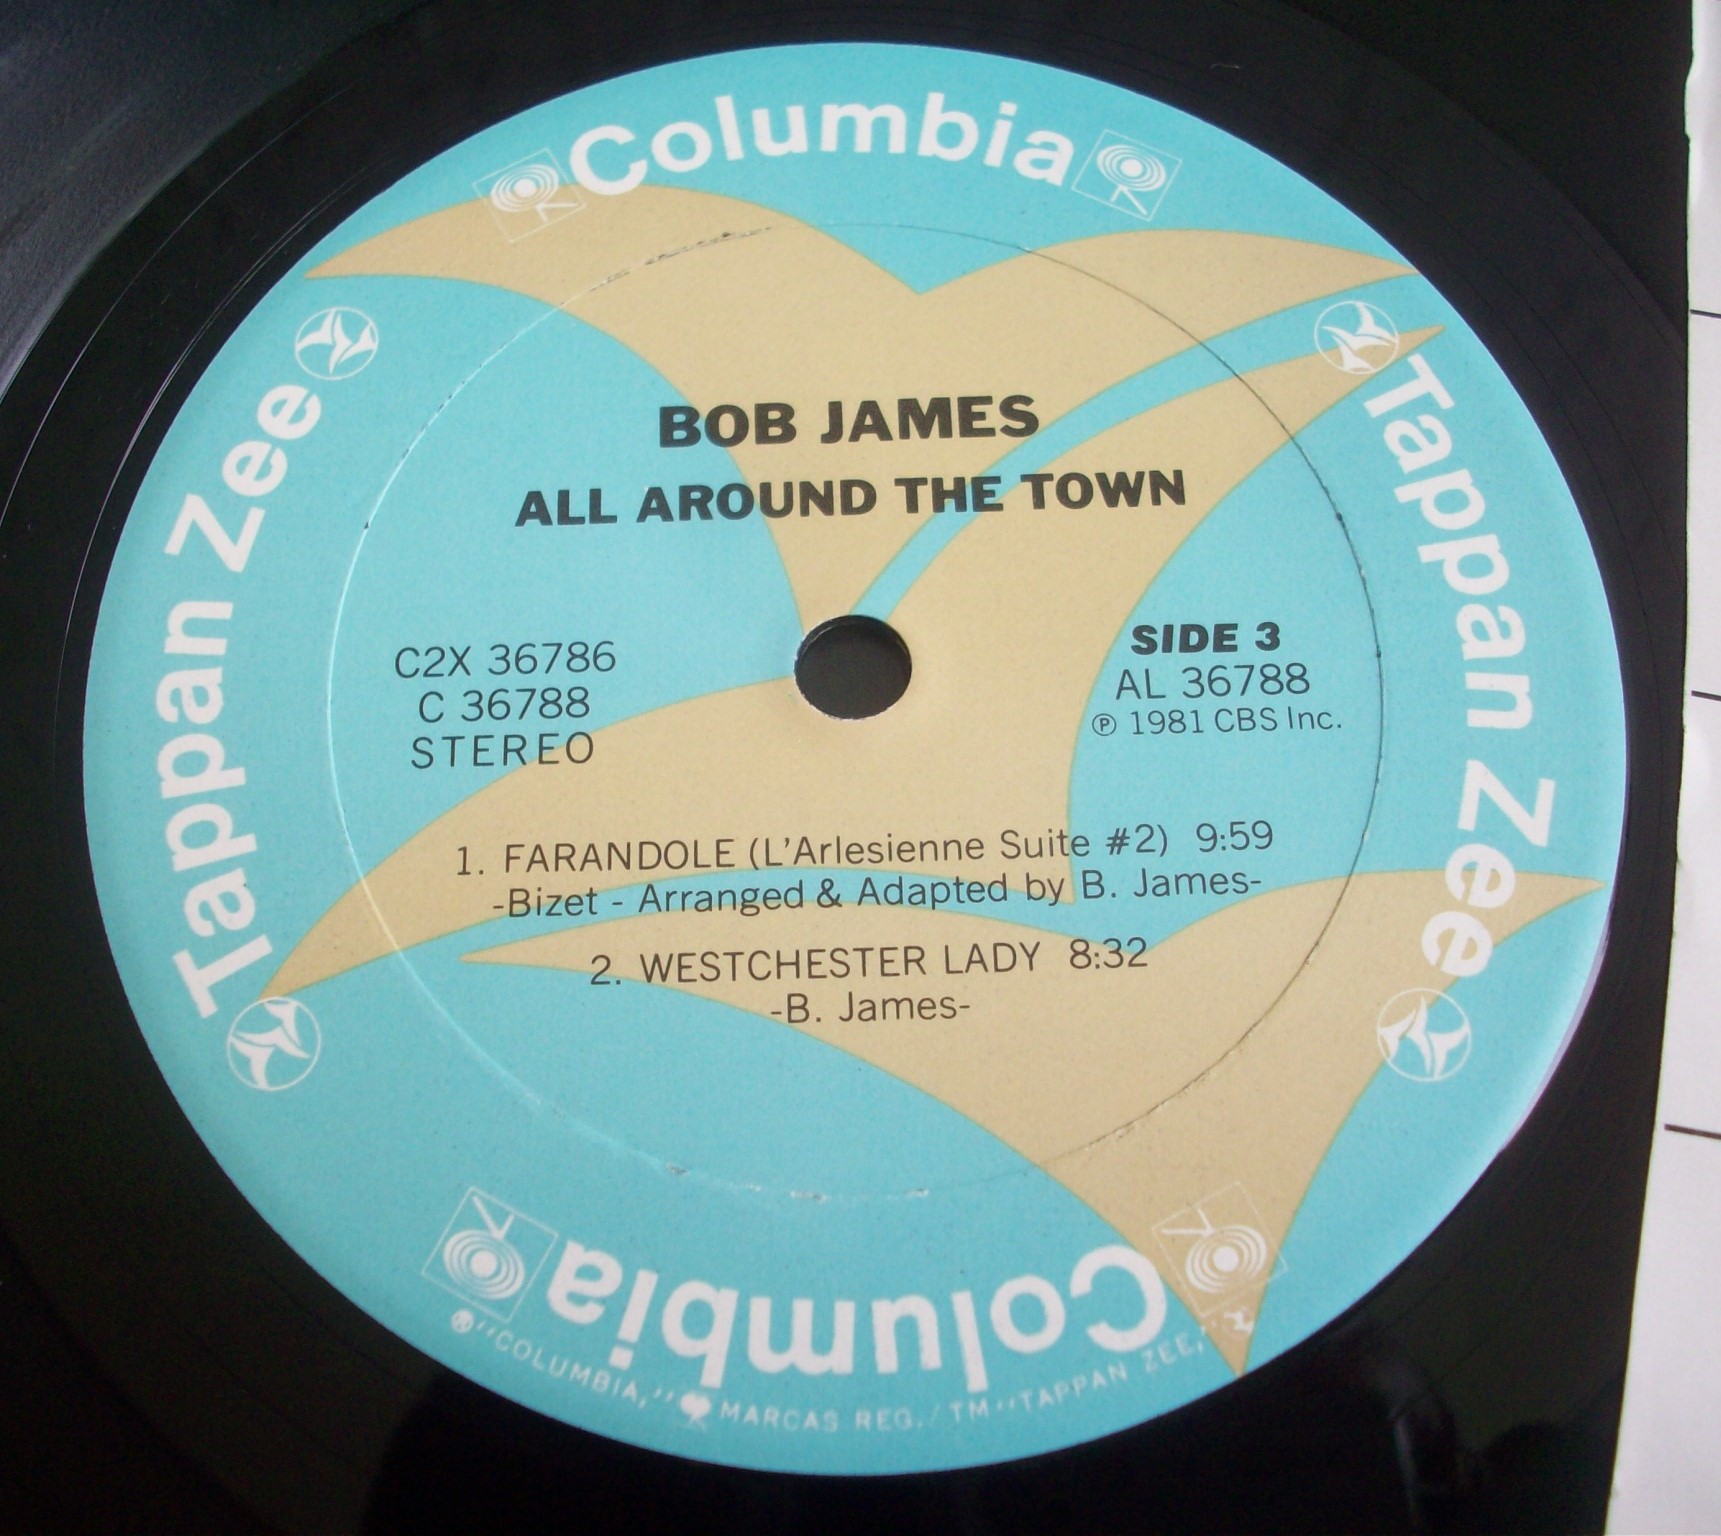 Columbia
Tappan Zee
Tappan Zee
BOB JAMES
ALL AROUND THE TOWN
C2X 36786
C 36788
STEREO
SIDE 3
AL 36788
℗ 1981 CBS Inc.
1. FARANDOLE (L'Arlesienne Suite #2) 9:59
-Bizet - Arranged & Adapted by B. James-
2. WESTCHESTER LADY 8:32
-B. James-
Columbia
"COLUMBIA," MARCAS REG./TM "TAPPAN ZEE,"